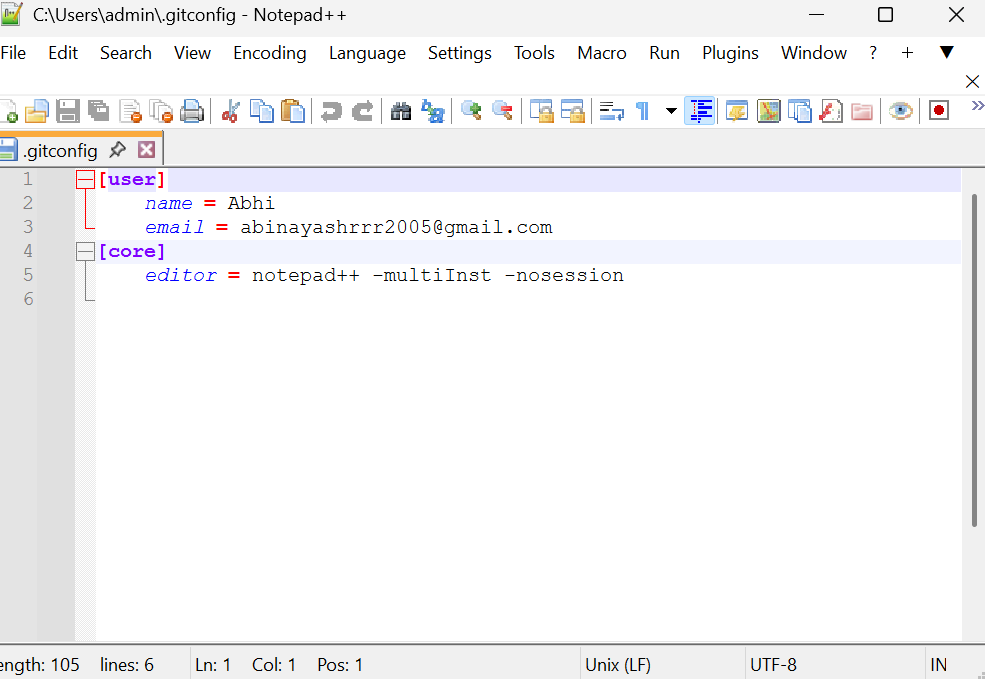 C:\Users\admin\.gitconfig - Notepad++
File Edit Search View Encoding Language Settings Tools Macro Run Plugins Window ? +
.gitconfig
1 [user]
2 name = Abhi
3 email = abinayashrrr2005@gmail.com
4 [core]
5 editor = notepad++ -multiInst -nosession
6
ength: 105 lines: 6 Ln: 1 Col: 1 Pos: 1 Unix (LF) UTF-8 IN